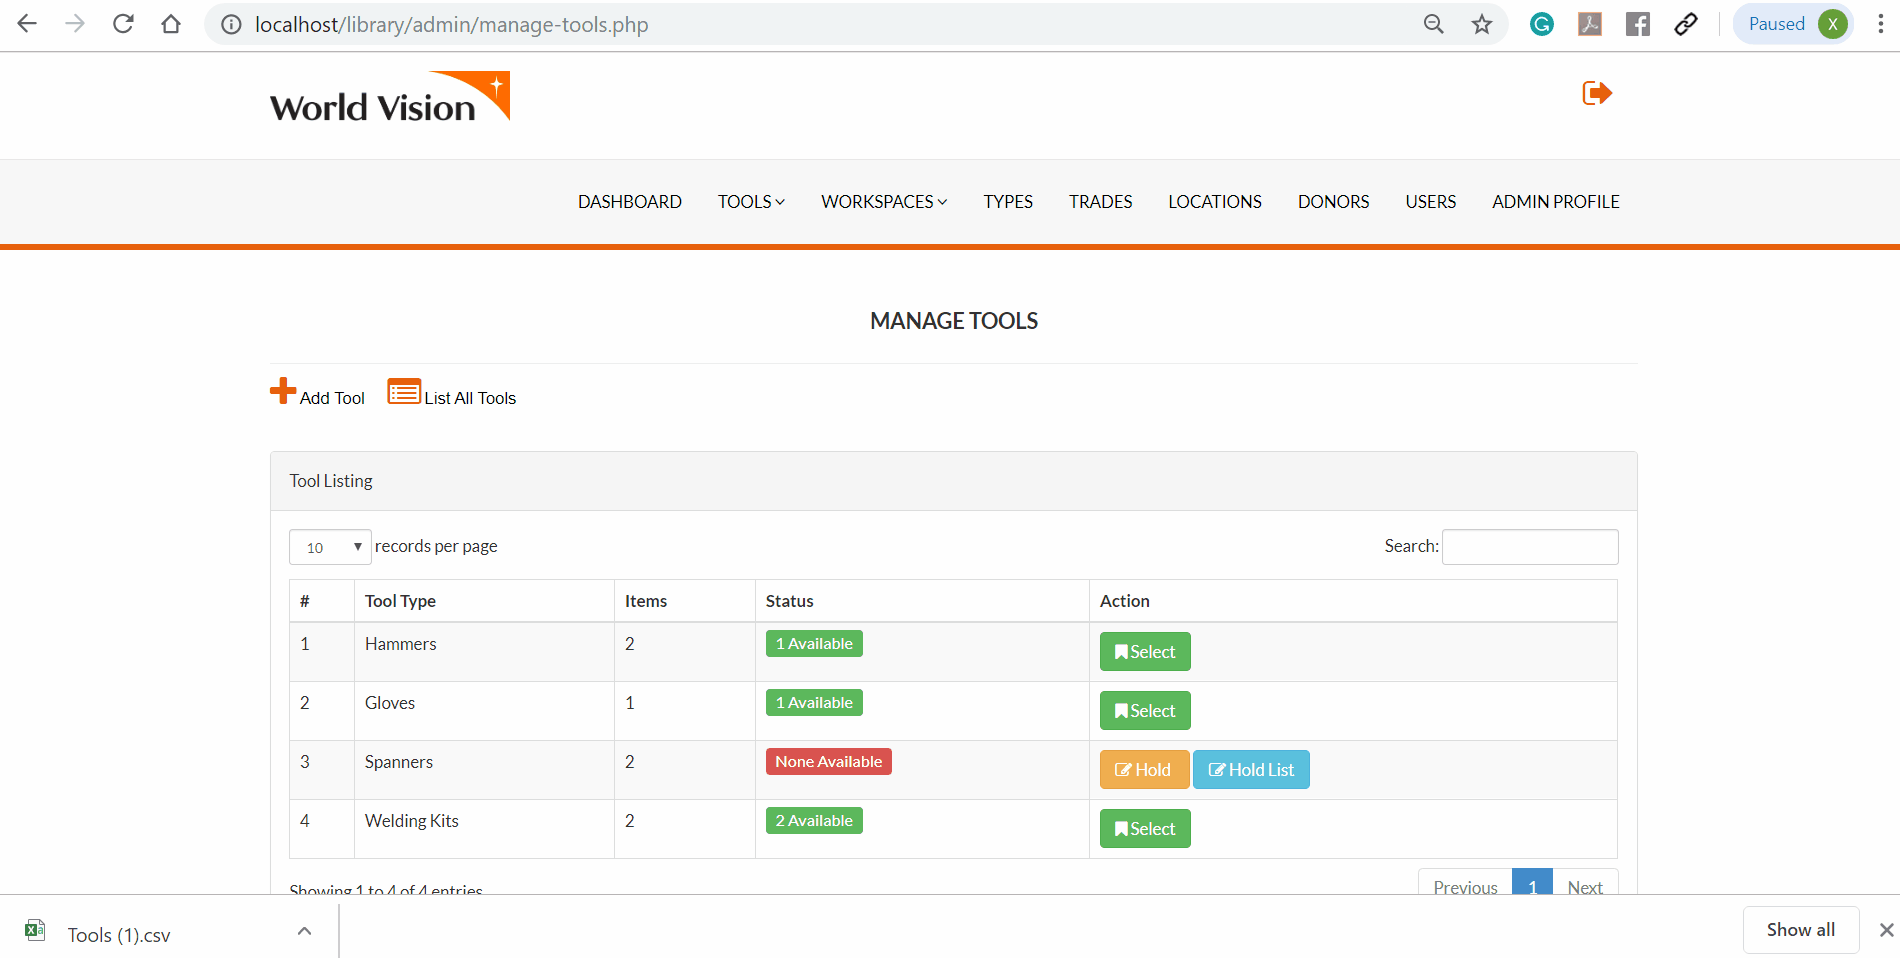 localhost/library/admin/manage-tools.php
Paused X
World Vision
DASHBOARD TOOLS WORKSPACES TYPES TRADES LOCATIONS DONORS USERS ADMIN PROFILE
MANAGE TOOLS
Add Tool List All Tools
Tool Listing
10 records per page Search:
# Tool Type Items Status Action
1 Hammers 2 1 Available Select
2 Gloves 1 1 Available Select
3 Spanners 2 None Available Hold Hold List
4 Welding Kits 2 2 Available Select
Showing 1 to 4 of 4 entries Previous 1 Next
Tools (1).csv Show all